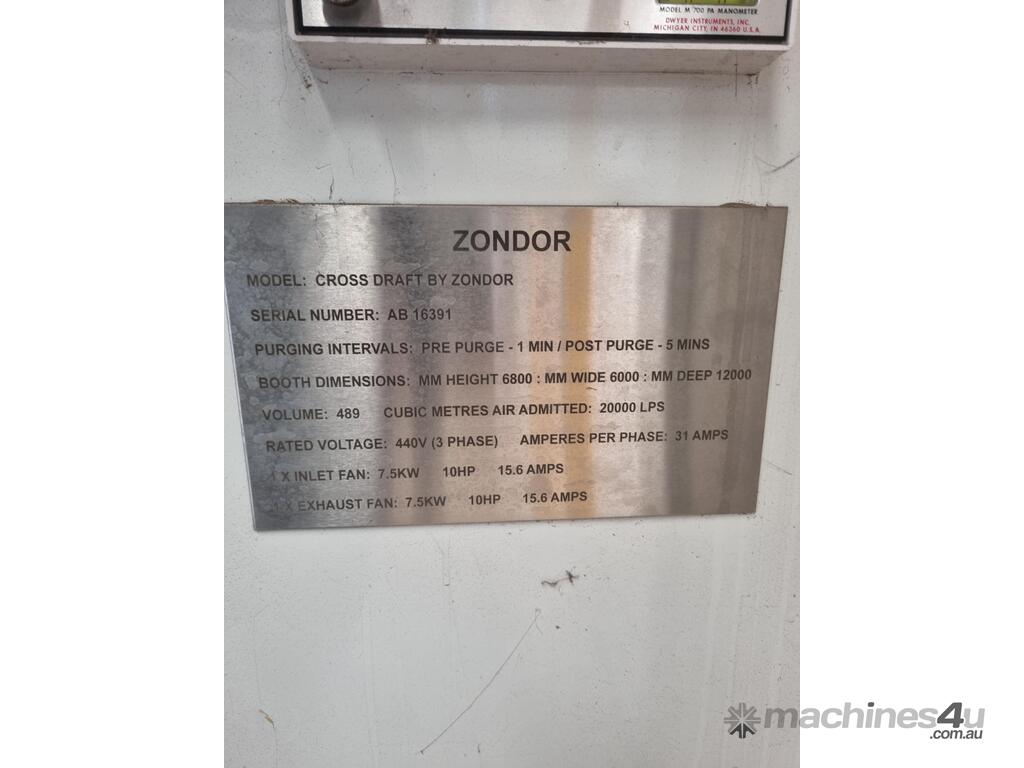 MODEL M 700 PA MANOMETER
DWYER INSTRUMENTS, INC.
MICHIGAN CITY, IN 46360 U.S.A.
ZONDOR
MODEL: CROSS DRAFT BY ZONDOR
SERIAL NUMBER: AB 16391
PURGING INTERVALS: PRE PURGE - 1 MIN / POST PURGE - 5 MINS
BOOTH DIMENSIONS: MM HEIGHT 6800 : MM WIDE 6000 : MM DEEP 12000
VOLUME: 489 CUBIC METRES AIR ADMITTED: 20000 LPS
RATED VOLTAGE: 440V (3 PHASE) AMPERES PER PHASE: 31 AMPS
1 X INLET FAN: 7.5KW 10HP 15.6 AMPS
1 X EXHAUST FAN: 7.5KW 10HP 15.6 AMPS
machines4u
.com.au